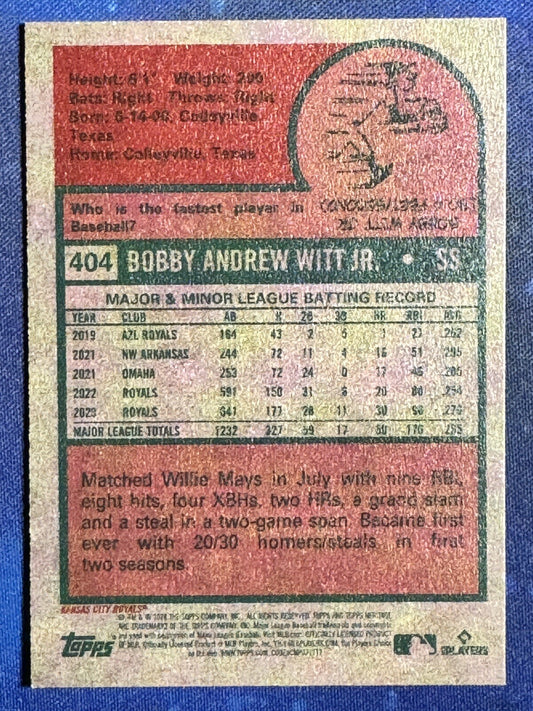 Height: 6'1" Weight: 200
Bats: Right Throws: Right
Born: 6-14-00, Colleyville,
Texas
Home: Colleyville, Texas
Who is the fastest player in
Baseball?
404 BOBBY ANDREW WITT JR. • SS
MAJOR & MINOR LEAGUE BATTING RECORD
YEAR CLUB AB H 2B 3B HR RBI AVG
2019 AZL ROYALS 164 43 2 5 1 27 .262
2021 NW ARKANSAS 244 72 11 4 16 51 .295
2021 OMAHA 253 72 24 0 17 46 .285
2022 ROYALS 591 150 31 6 20 80 .254
2023 ROYALS 641 177 28 11 30 96 .276
MAJOR LEAGUE TOTALS 1232 327 59 17 50 176 .265
Matched Willie Mays in July with nine RBI,
eight hits, four XBHs, two HRs, a grand slam
and a steal in a two-game span. Became first
ever with 20/30 homers/steals in first
two seasons.
KANSAS CITY ROYALS®
Topps
MLB PLAYERS